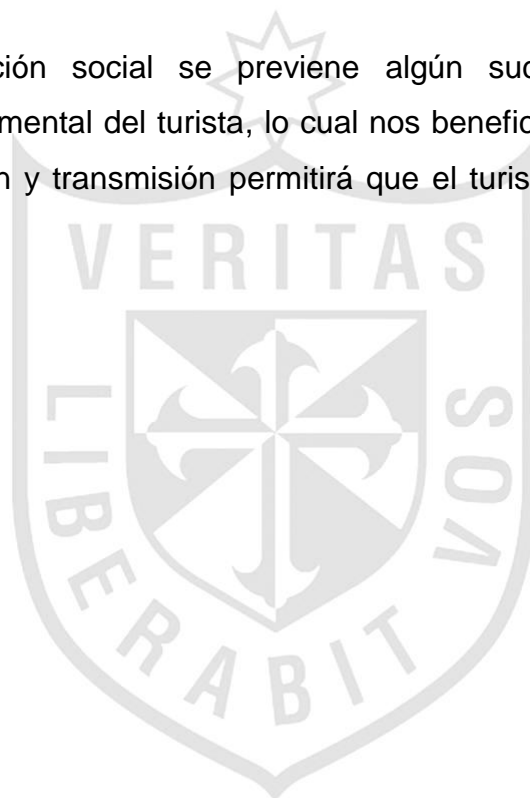 ción social se previene algún suc
mental del turista, lo cual nos benefic
n y transmisión permitirá que el turis
VERITAS
LIBERABIT VOS